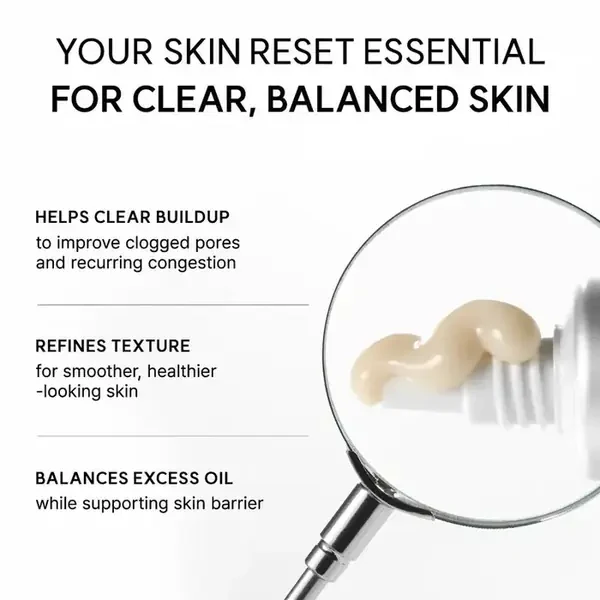 YOUR SKIN RESET ESSENTIAL
FOR CLEAR, BALANCED SKIN
HELPS CLEAR BUILDUP
to improve clogged pores
and recurring congestion
REFINES TEXTURE
for smoother, healthier
-looking skin
BALANCES EXCESS OIL
while supporting skin barrier